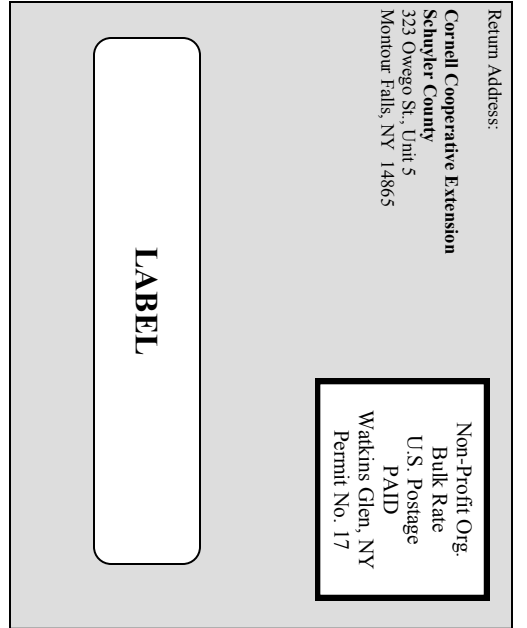 Return Address:
Cornell Cooperative Extension
Schuyler County
323 Owego St., Unit 5
Montour Falls, NY 14865
Non-Profit Org.
Bulk Rate
U.S. Postage
PAID
Watkins Glen, NY
Permit No. 17
LABEL